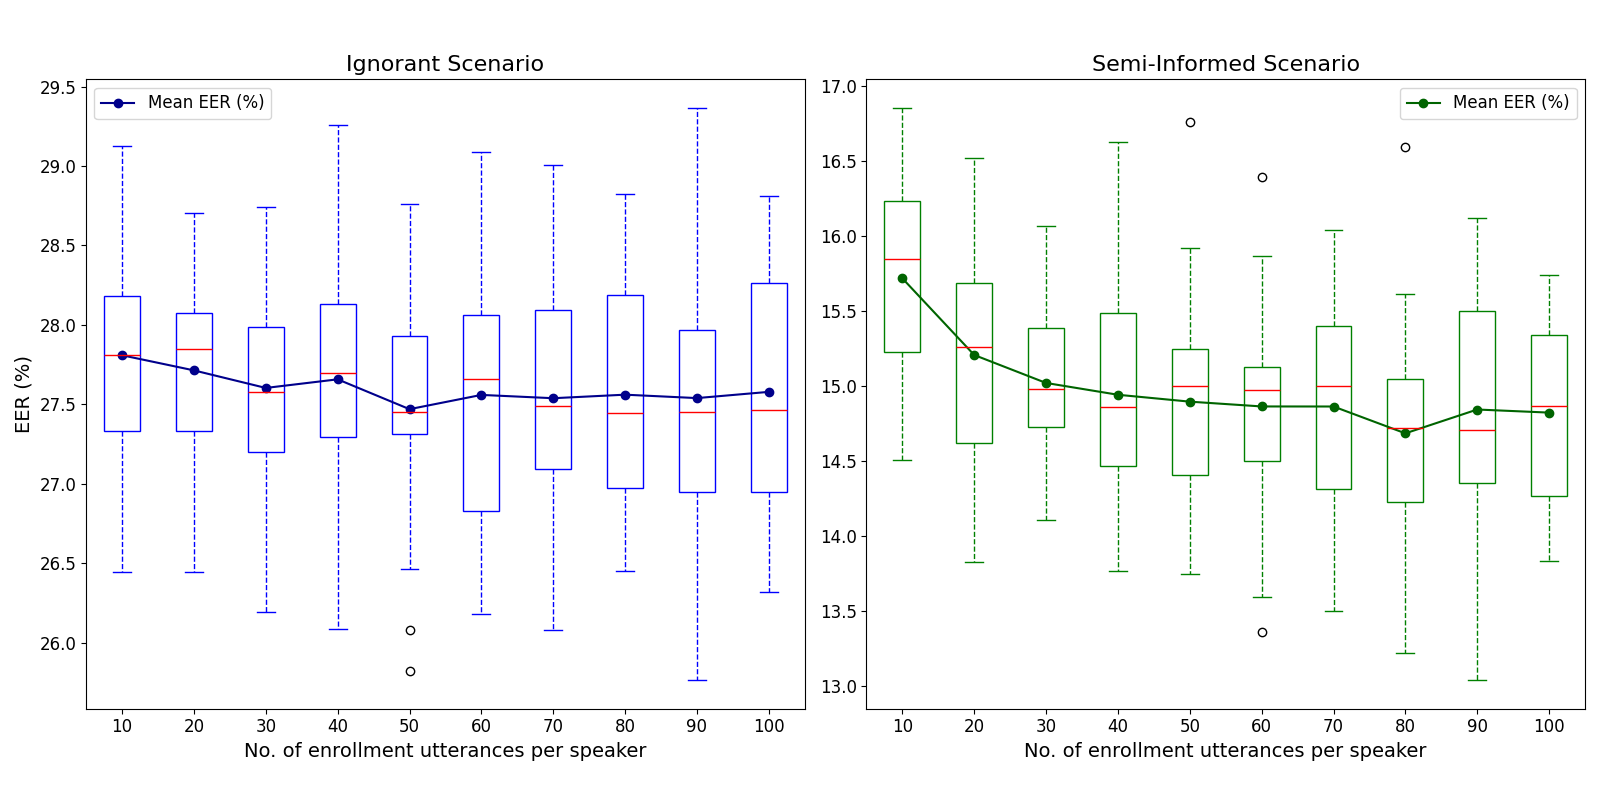 Ignorant Scenario
Mean EER (%)
29.5
29.0
28.5
28.0
27.5
27.0
26.5
26.0
EER (%)
10 20 30 40 50 60 70 80 90 100
No. of enrollment utterances per speaker
Semi-Informed Scenario
Mean EER (%)
17.0
16.5
16.0
15.5
15.0
14.5
14.0
13.5
13.0
10 20 30 40 50 60 70 80 90 100
No. of enrollment utterances per speaker